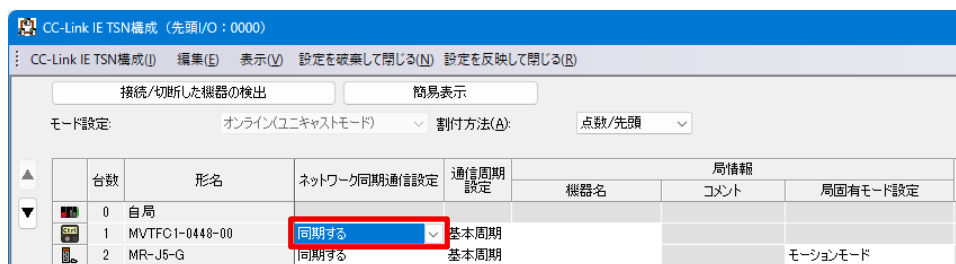 CC-Link IE TSN構成（先頭I/O：0000）
CC-Link IE TSN構成(I) 編集(E) 表示(V) 設定を破棄して閉じる(N) 設定を反映して閉じる(R)
接続/切断した機器の検出 簡易表示
モード設定: オンライン(ユニキャストモード) 割付方法(A): 点数/先頭
台数 形名 ネットワーク同期通信設定 通信周期設定 局情報
機器名 コメント 局固有モード設定
0 自局
1 MVTFC1-0448-00 同期する 基本周期
2 MR-J5-G 同期する 基本周期 モーションモード